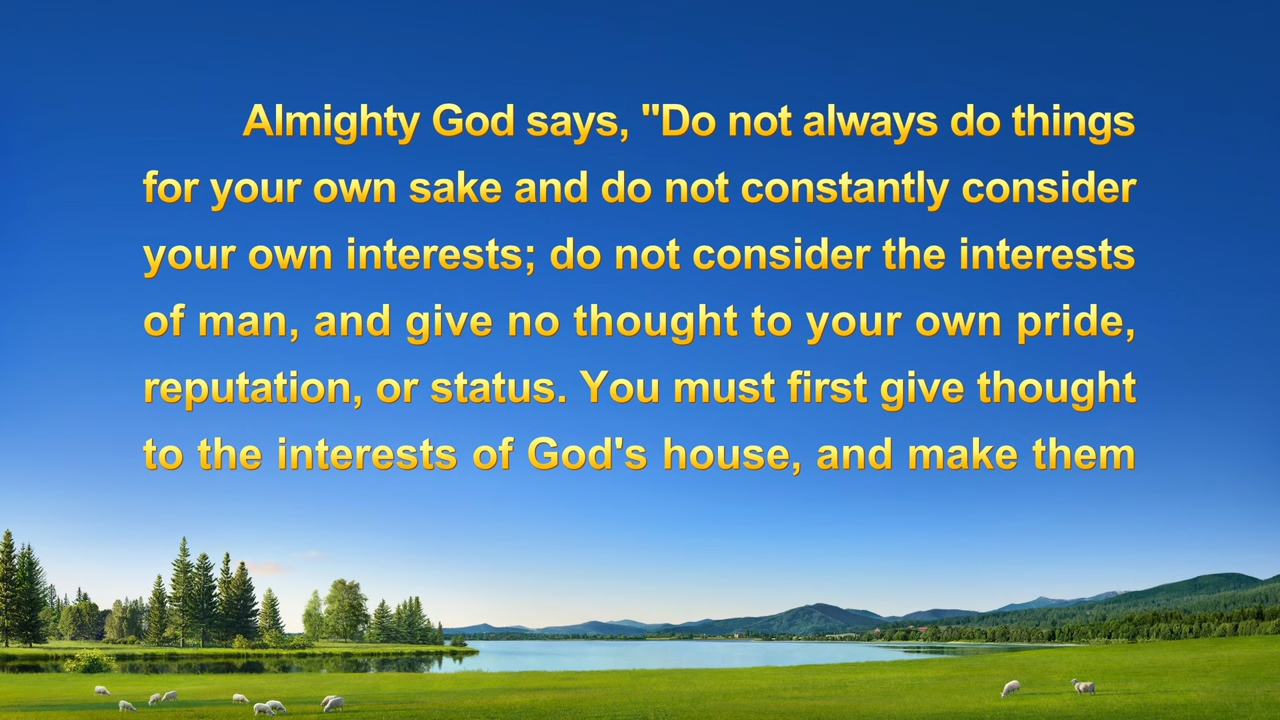 Almighty God says, "Do not always do things
for your own sake and do not constantly consider
your own interests; do not consider the interests
of man, and give no thought to your own pride,
reputation, or status. You must first give thought
to the interests of God's house, and make them